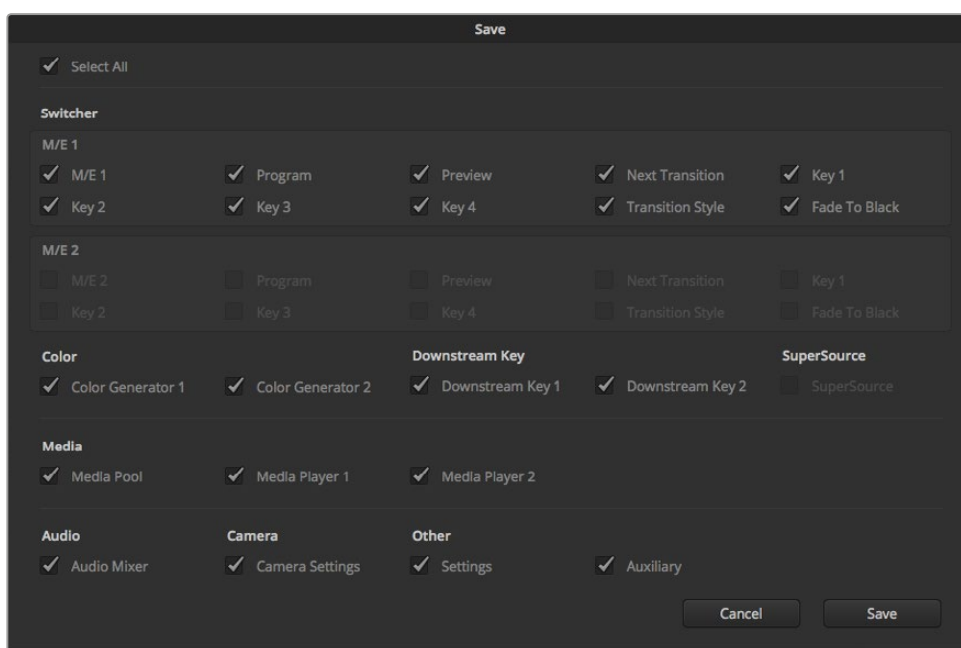 Save
Select All
Switcher
M/E 1
M/E 1 Program Preview Next Transition Key 1
Key 2 Key 3 Key 4 Transition Style Fade To Black
M/E 2
M/E 2 Program Preview Next Transition Key 1
Key 2 Key 3 Key 4 Transition Style Fade To Black
Color Downstream Key SuperSource
Color Generator 1 Color Generator 2 Downstream Key 1 Downstream Key 2 SuperSource
Media
Media Pool Media Player 1 Media Player 2
Audio Camera Other
Audio Mixer Camera Settings Settings Auxiliary
Cancel Save